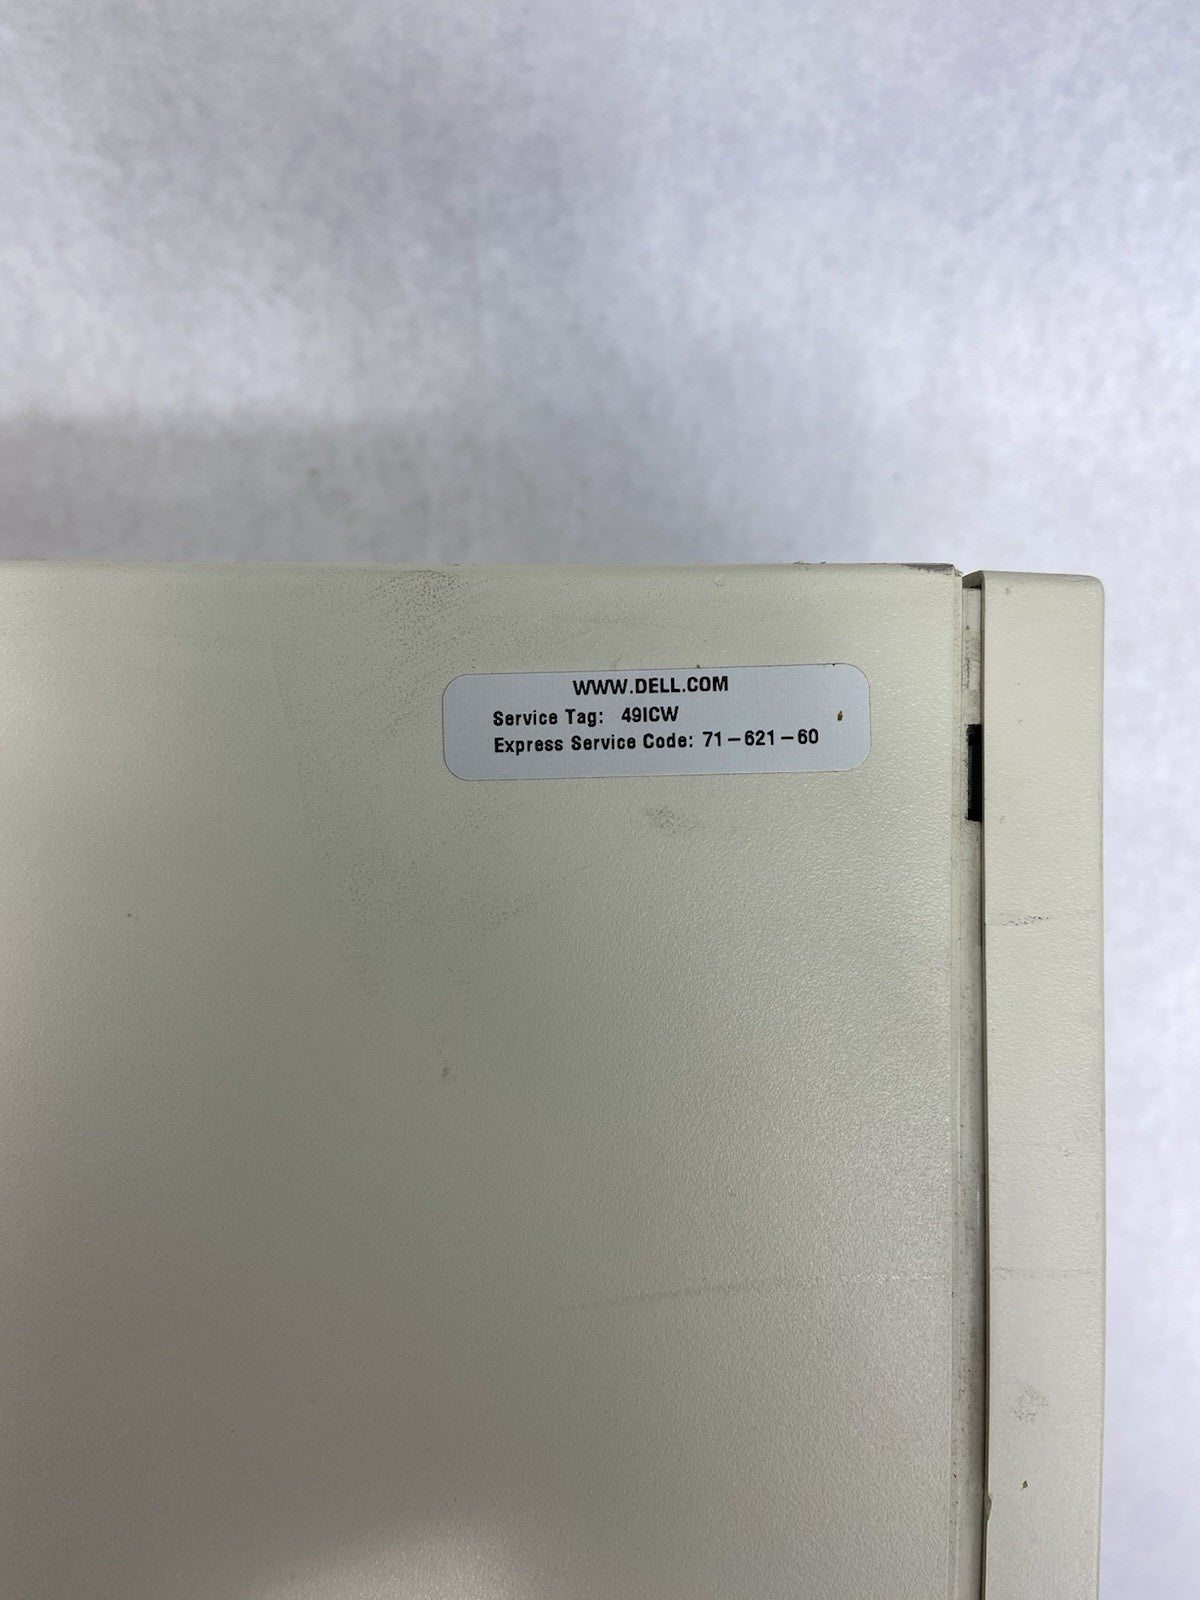 WWW.DELL.COM
Service Tag: 49ICW
Express Service Code: 71-621-60